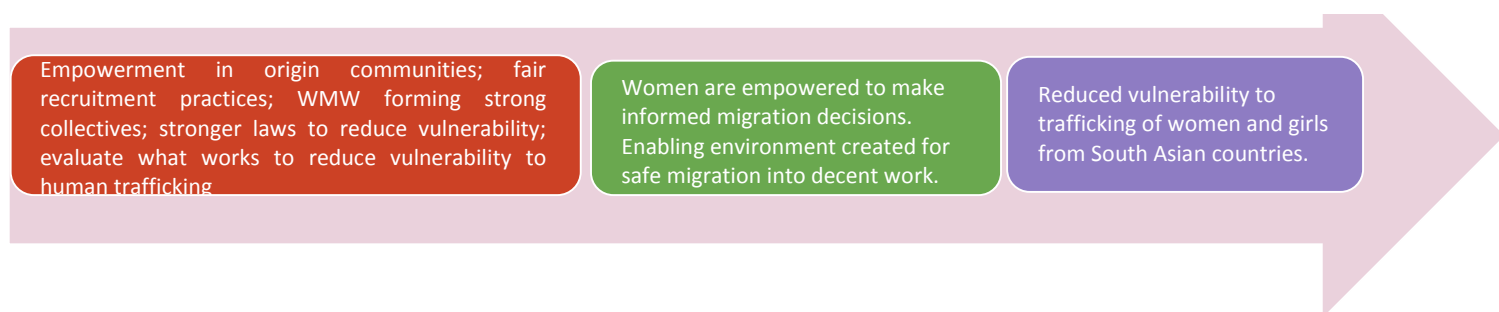 Empowerment in origin communities; fair
recruitment practices; WMW forming strong
collectives; stronger laws to reduce vulnerability;
evaluate what works to reduce vulnerability to
human trafficking
Women are empowered to make
informed migration decisions.
Enabling environment created for
safe migration into decent work.
Reduced vulnerability to
trafficking of women and girls
from South Asian countries.